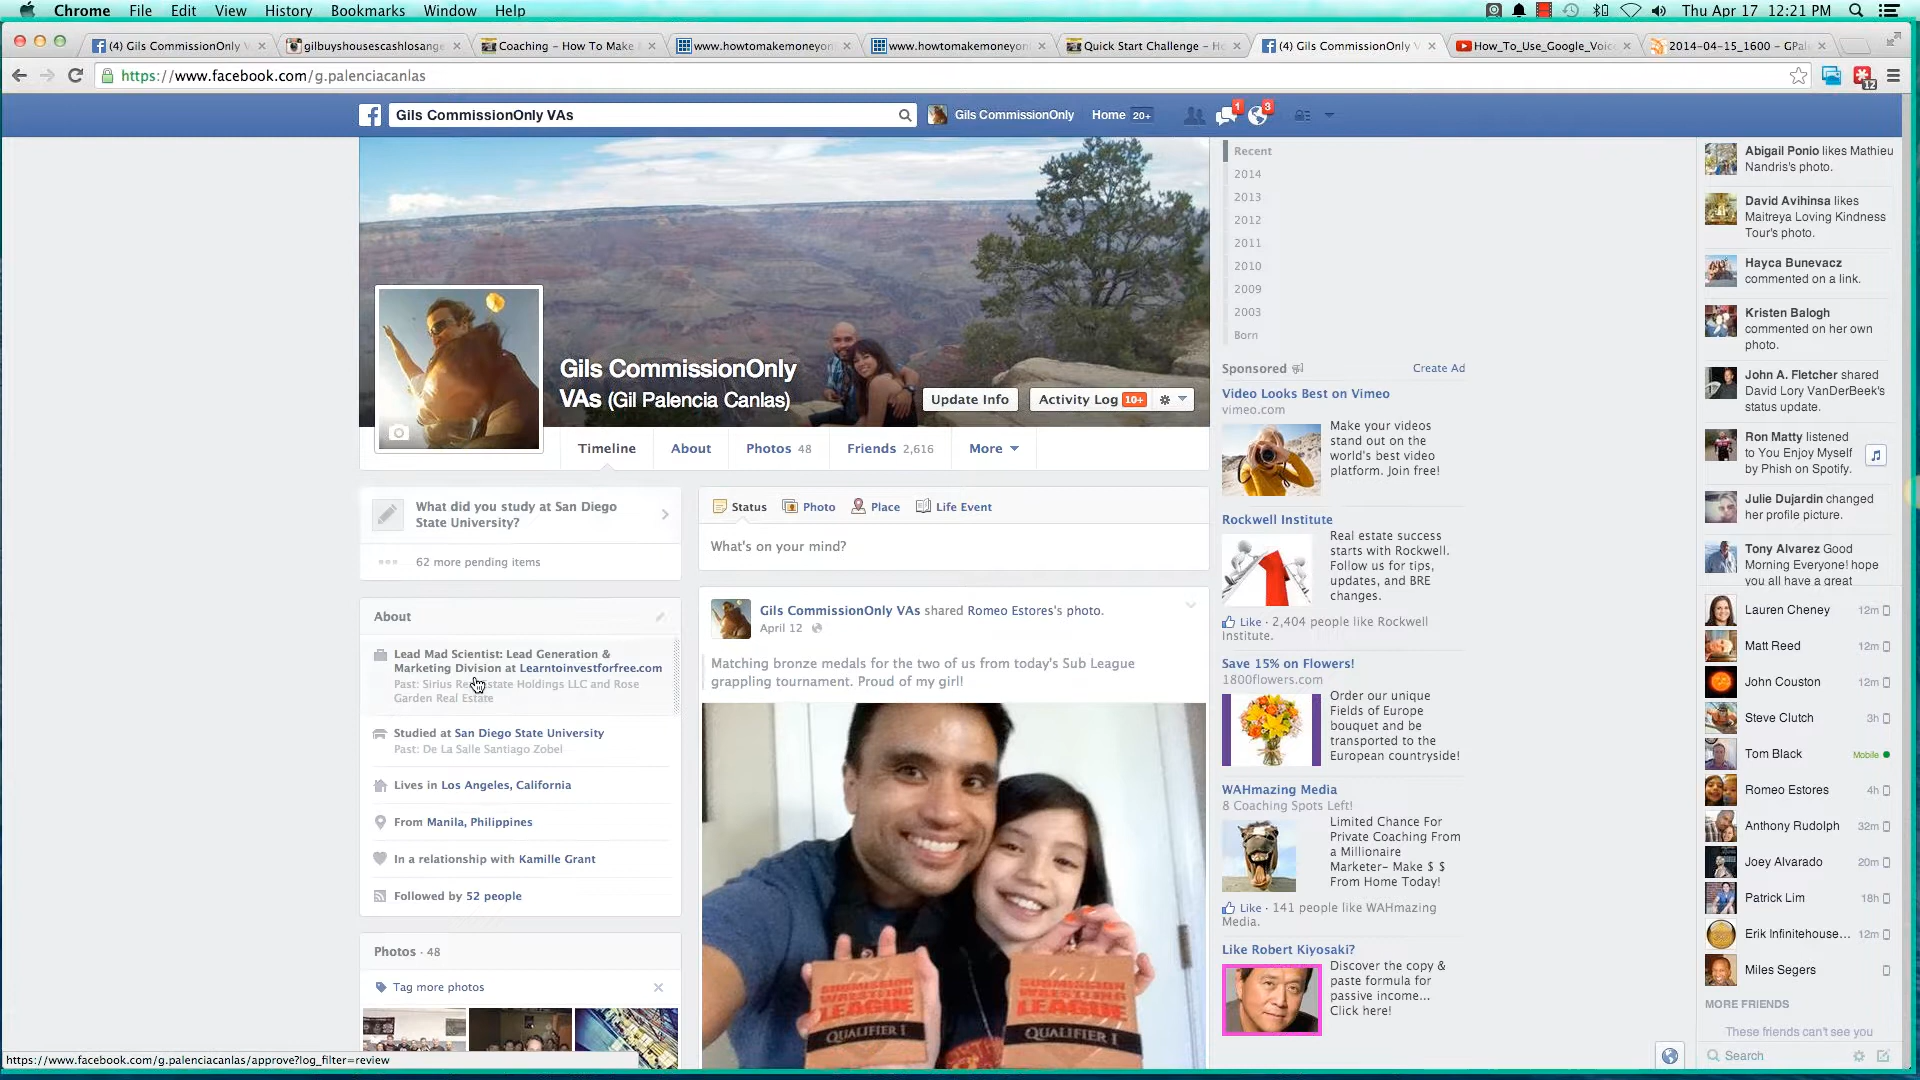 Chrome File Edit View History Bookmarks Window Help
Thu Apr 17 12:21 PM
(4) Gils CommissionOnly V
gilbuyshousescashlosange
Coaching – How To Make
www.howtomakemoneyon
www.howtomakemoneyon
Quick Start Challenge – Ho
(4) Gils CommissionOnly V
How_To_Use_Google_Voic
2014-04-15_1600 – GPal
https://www.facebook.com/g.palenciacanlas
12
Gils CommissionOnly VAs
Gils CommissionOnly
Home 20+
1
3
Gils CommissionOnly
VAs (Gil Palencia Canlas)
Update Info
Activity Log 10+
Timeline
About
Photos 48
Friends 2,616
More
What did you study at San Diego
State University?
62 more pending items
About
Lead Mad Scientist: Lead Generation &
Marketing Division at Learntoinvestforfree.com
Past: Sirius Real Estate Holdings LLC and Rose
Garden Real Estate
Studied at San Diego State University
Past: De La Salle Santiago Zobel
Lives in Los Angeles, California
From Manila, Philippines
In a relationship with Kamille Grant
Followed by 52 people
Photos · 48
Tag more photos
https://www.facebook.com/g.palenciacanlas/approve?log_filter=review
Status
Photo
Place
Life Event
What's on your mind?
Gils CommissionOnly VAs shared Romeo Estores's photo.
April 12
Matching bronze medals for the two of us from today's Sub League
grappling tournament. Proud of my girl!
SUBMISSION
WRESTLING
LEAGUE
QUALIFIER I
SUBMISSION
WRESTLING
LEAGUE
QUALIFIER I
Recent
2014
2013
2012
2011
2010
2009
2003
Born
Sponsored
Create Ad
Video Looks Best on Vimeo
vimeo.com
Make your videos
stand out on the
world's best video
platform. Join free!
Rockwell Institute
Real estate success
starts with Rockwell.
Follow us for tips,
updates, and BRE
changes.
Like · 2,404 people like Rockwell
Institute.
Save 15% on Flowers!
1800flowers.com
Order our unique
Fields of Europe
bouquet and be
transported to the
European countryside!
WAHmazing Media
8 Coaching Spots Left!
Limited Chance For
Private Coaching From
a Millionaire
Marketer- Make $ $
From Home Today!
Like · 141 people like WAHmazing
Media.
Like Robert Kiyosaki?
Discover the copy &
paste formula for
passive income...
Click here!
Abigail Ponio likes Mathieu
Nandris's photo.
David Avihinsa likes
Maitreya Loving Kindness
Tour's photo.
Hayca Bunevacz
commented on a link.
Kristen Balogh
commented on her own
photo.
John A. Fletcher shared
David Lory VanDerBeek's
status update.
Ron Matty listened
to You Enjoy Myself
by Phish on Spotify.
Julie Dujardin changed
her profile picture.
Tony Alvarez Good
Morning Everyone! hope
you all have a great
Lauren Cheney 12m
Matt Reed 12m
John Couston 12m
Steve Clutch 3h
Tom Black Mobile
Romeo Estores 4h
Anthony Rudolph 32m
Joey Alvarado 20m
Patrick Lim 18h
Erik Infinitehouse... 12m
Miles Segers
MORE FRIENDS
These friends can't see you
Search